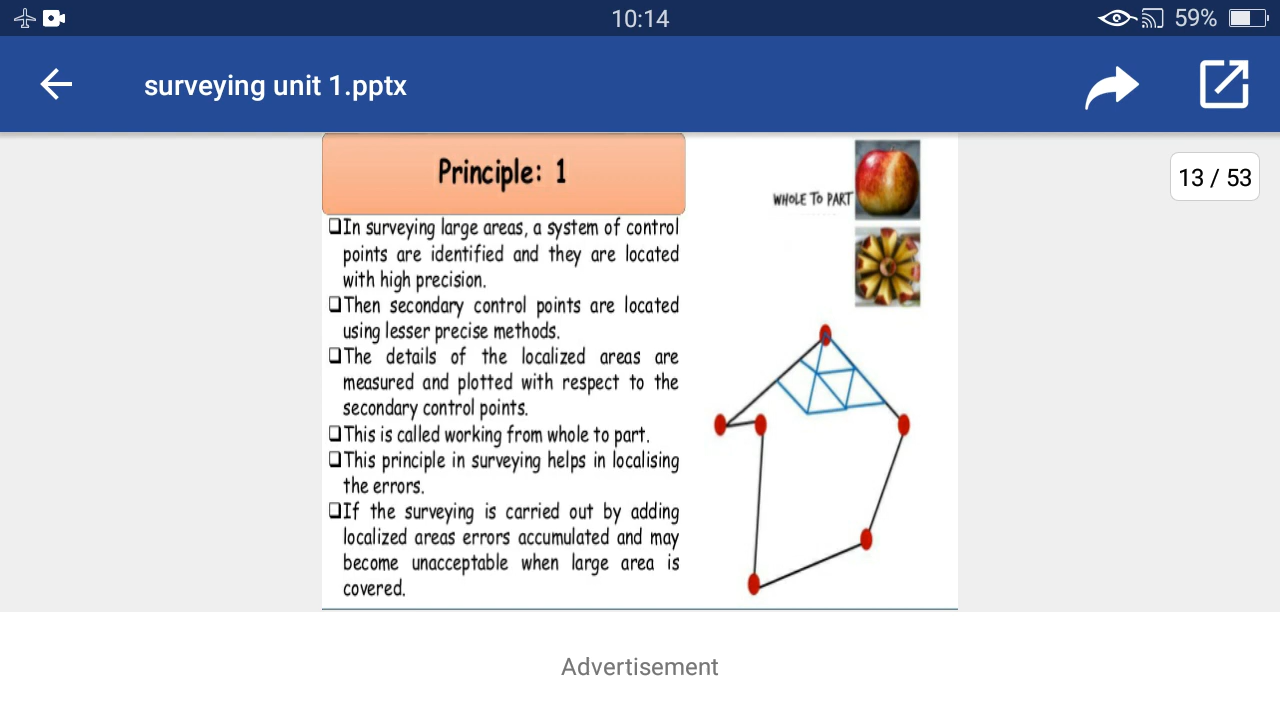 10:14
59%
surveying unit 1.pptx
13 / 53
Principle: 1
WHOLE TO PART
❑In surveying large areas, a system of control
points are identified and they are located
with high precision.
❑Then secondary control points are located
using lesser precise methods.
❑The details of the localized areas are
measured and plotted with respect to the
secondary control points.
❑This is called working from whole to part.
❑This principle in surveying helps in localising
the errors.
❑If the surveying is carried out by adding
localized areas errors accumulated and may
become unacceptable when large area is
covered.
Advertisement